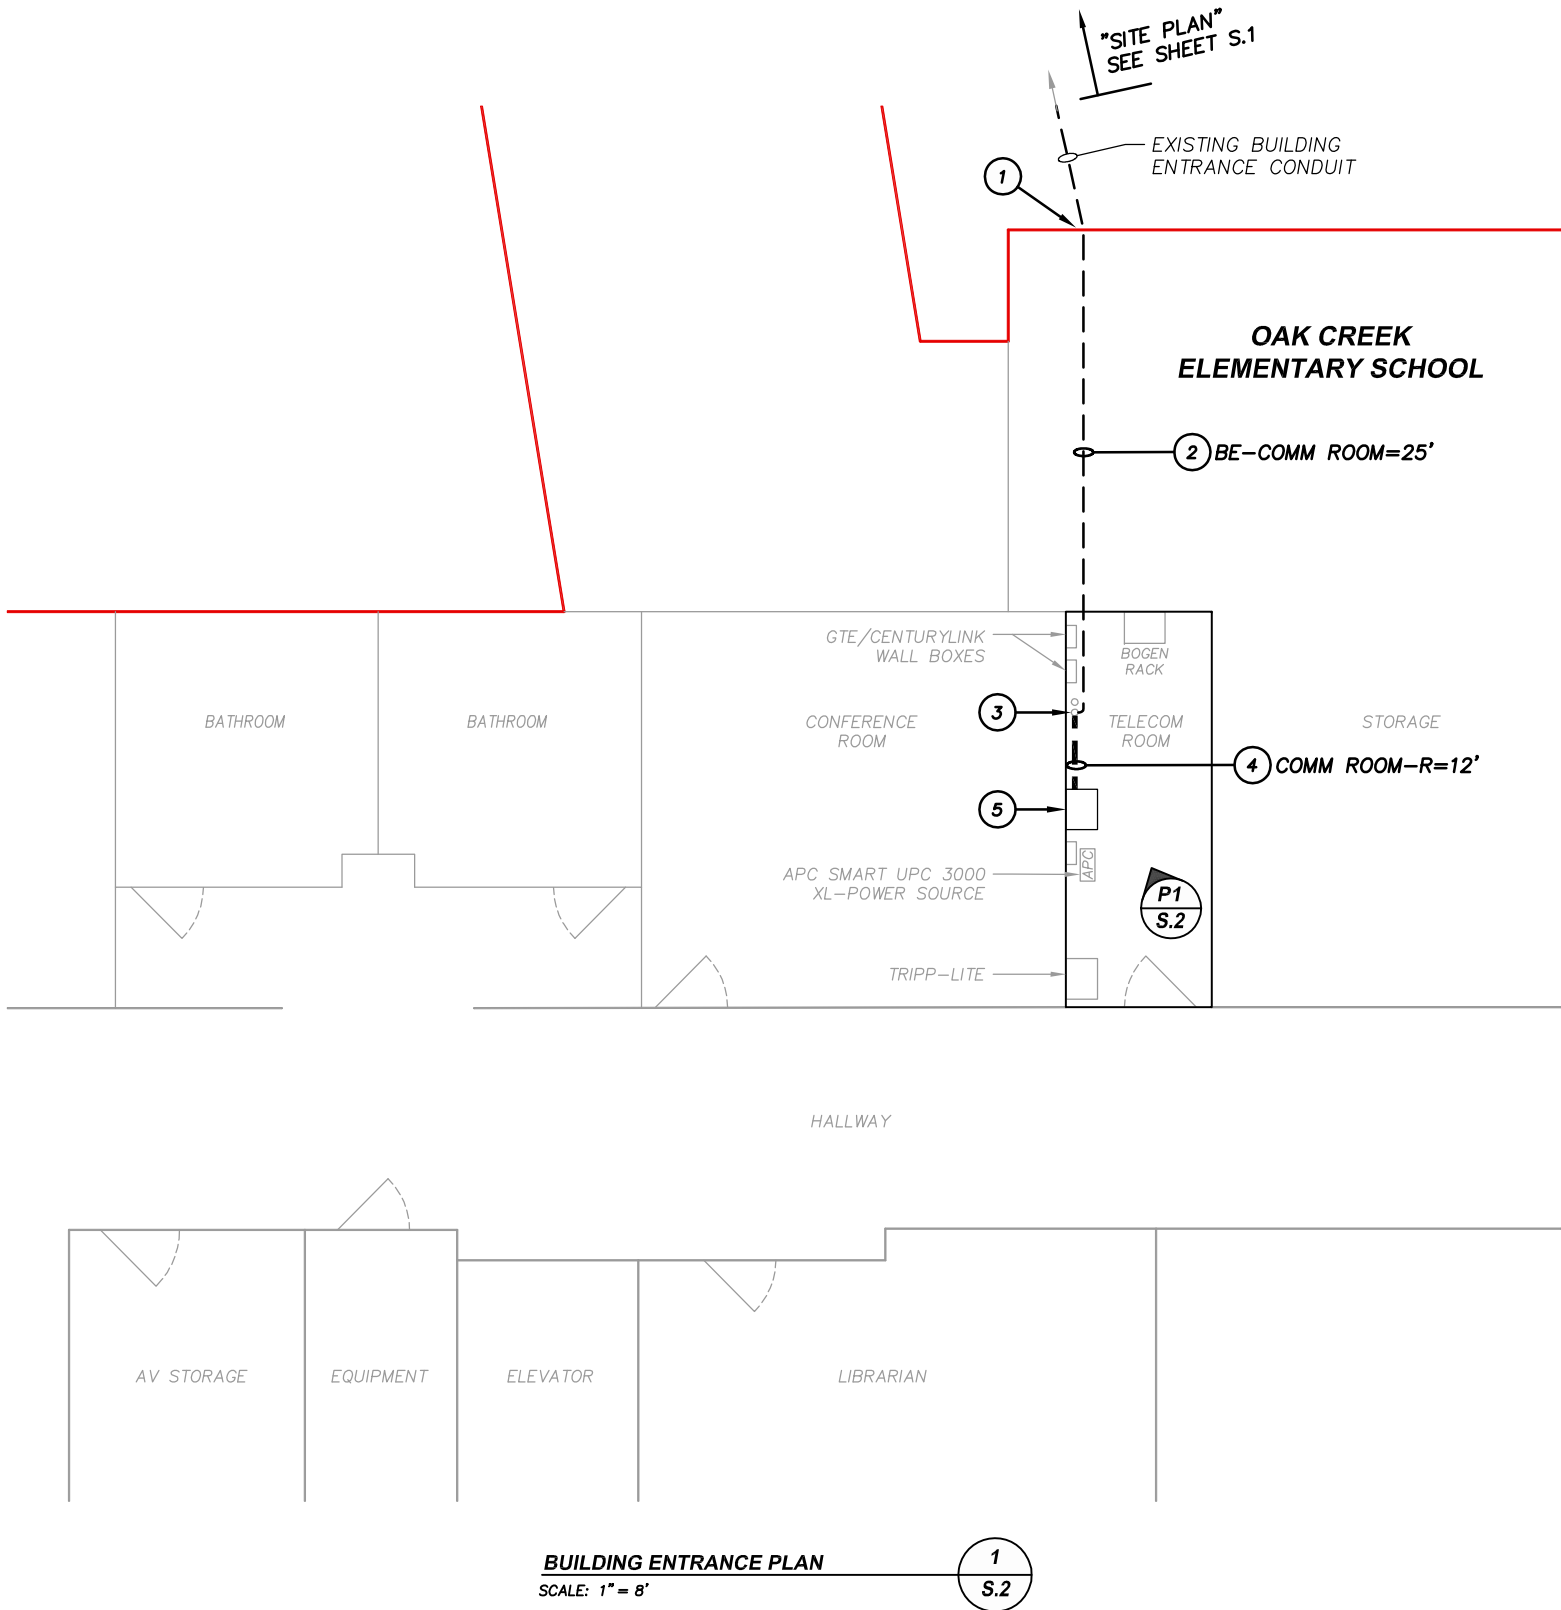 "SITE PLAN"
SEE SHEET S.1
EXISTING BUILDING
ENTRANCE CONDUIT
1
OAK CREEK
ELEMENTARY SCHOOL
2 BE-COMM ROOM=25'
GTE/CENTURYLINK
WALL BOXES
BOGEN
RACK
BATHROOM
BATHROOM
CONFERENCE
ROOM
3
TELECOM
ROOM
STORAGE
4 COMM ROOM-R=12'
5
APC SMART UPC 3000
XL-POWER SOURCE
APC
P1
S.2
TRIPP-LITE
HALLWAY
AV STORAGE
EQUIPMENT
ELEVATOR
LIBRARIAN
BUILDING ENTRANCE PLAN
SCALE: 1" = 8'
1
S.2